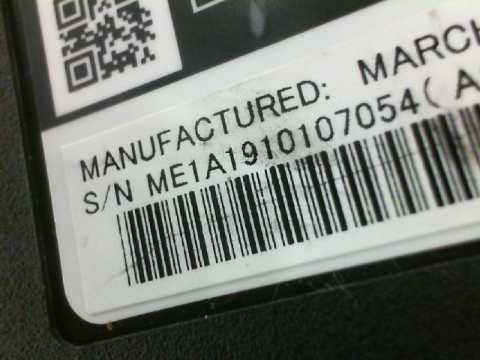 MANUFACTURED: MARCH
S/N ME1A1910107054( A